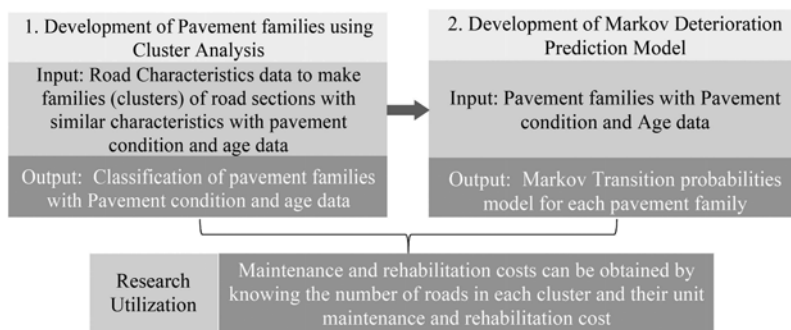 1. Development of Pavement families using
Cluster Analysis
Input: Road Characteristics data to make
families (clusters) of road sections with
similar characteristics with pavement
condition and age data
Output:  Classification of pavement families
with Pavement condition and age data
2. Development of Markov Deterioration
Prediction Model
Input: Pavement families with Pavement
condition and Age data
Output:  Markov Transition probabilities
model for each pavement family
Research
Utilization
Maintenance and rehabilitation costs can be obtained by
knowing the number of roads in each cluster and their unit
maintenance and rehabilitation cost